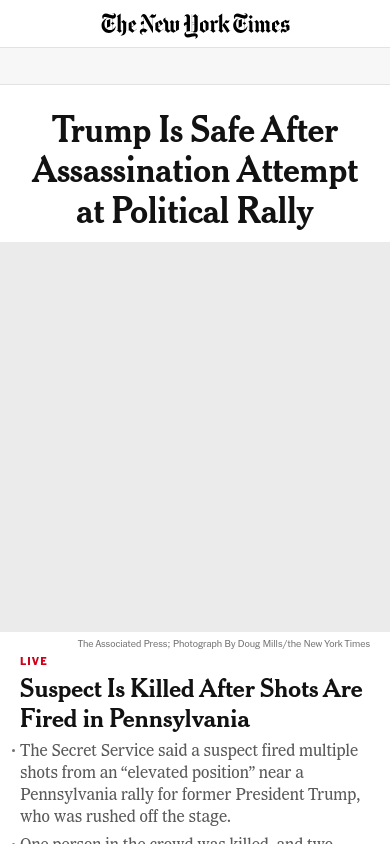 The New York Times
Trump Is Safe After
Assassination Attempt
at Political Rally
The Associated Press; Photograph By Doug Mills/the New York Times
LIVE
Suspect Is Killed After Shots Are
Fired in Pennsylvania
• The Secret Service said a suspect fired multiple
shots from an “elevated position” near a
Pennsylvania rally for former President Trump,
who was rushed off the stage.
• One person in the crowd was killed, and two